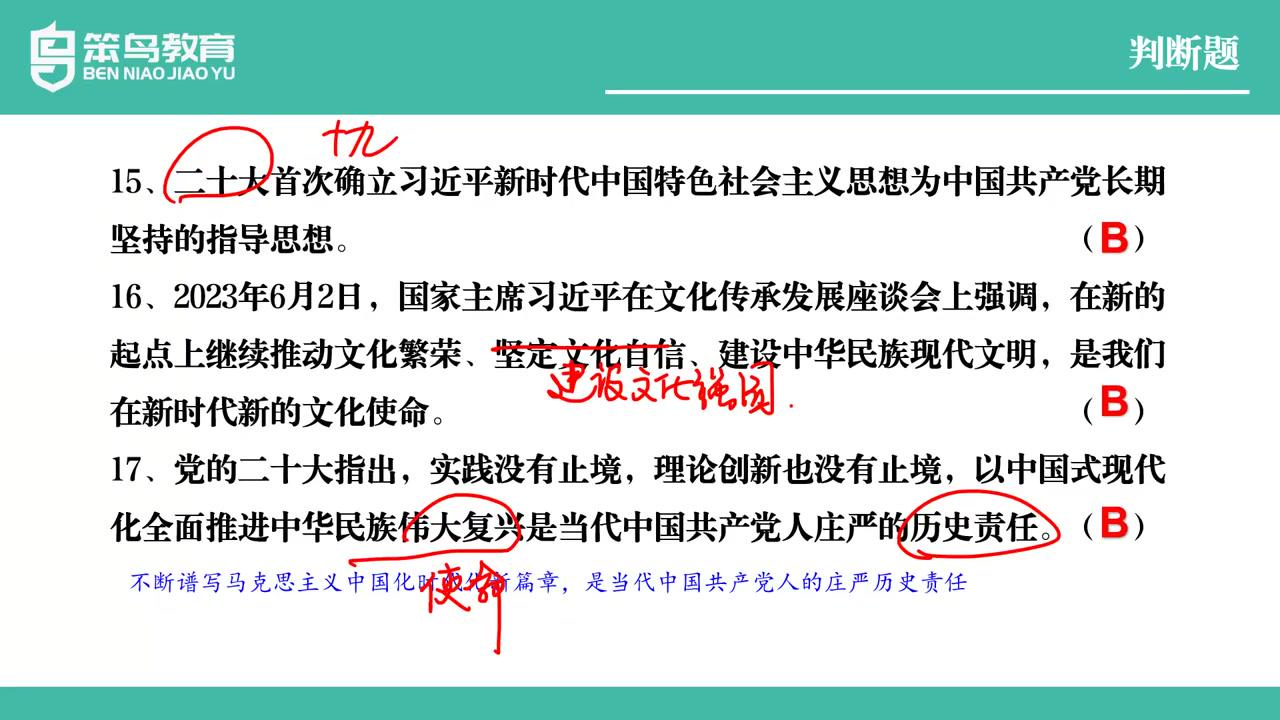 笨鸟教育
BEN NIAO JIAO YU
判断题
十九
15、二十大首次确立习近平新时代中国特色社会主义思想为中国共产党长期
坚持的指导思想。（B）
16、2023年6月2日，国家主席习近平在文化传承发展座谈会上强调，在新的
起点上继续推动文化繁荣、坚定文化自信、建设中华民族现代文明，是我们
建设文化强国.
在新时代新的文化使命。（B）
17、党的二十大指出，实践没有止境，理论创新也没有止境，以中国式现代
化全面推进中华民族伟大复兴是当代中国共产党人庄严的历史责任。（B）
不断谱写马克思主义中国化时代化新篇章，是当代中国共产党人的庄严历史责任
使命